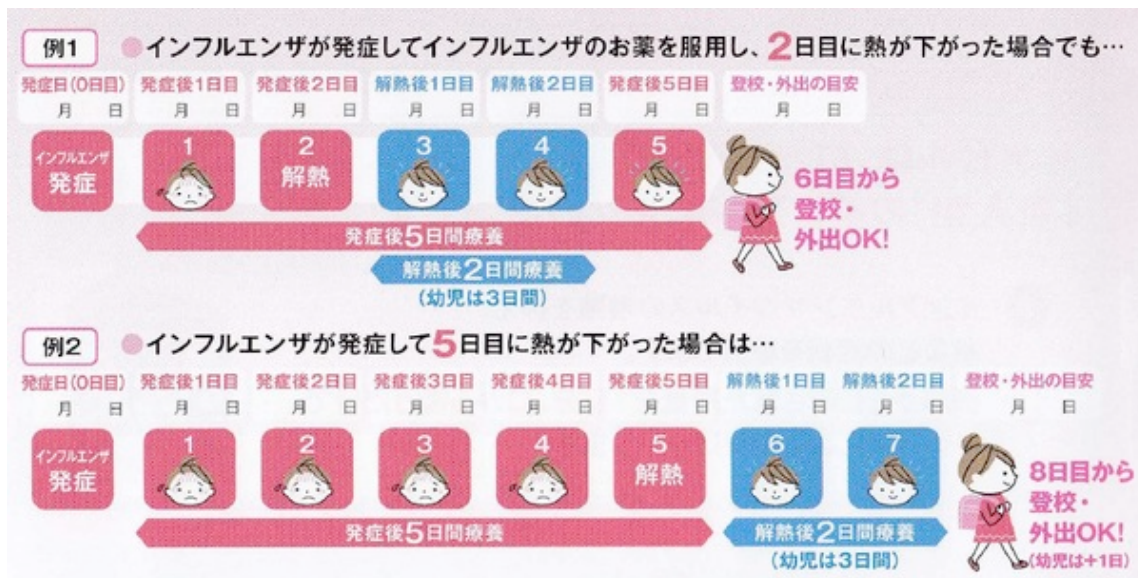 例1 ●インフルエンザが発症してインフルエンザのお薬を服用し、2日目に熱が下がった場合でも…
発症日(0日目) 発症後1日目 発症後2日目 解熱後1日目 解熱後2日目 発症後5日目 登校・外出の目安
月 日 月 日 月 日 月 日 月 日 月 日 月 日
インフルエンザ
発症
1
2
解熱
3
4
5
6日目から
登校・
外出OK!
発症後5日間療養
解熱後2日間療養
(幼児は3日間)
例2 ●インフルエンザが発症して5日目に熱が下がった場合は…
発症日(0日目) 発症後1日目 発症後2日目 発症後3日目 発症後4日目 発症後5日目 解熱後1日目 解熱後2日目 登校・外出の目安
月 日 月 日 月 日 月 日 月 日 月 日 月 日 月 日 月 日
インフルエンザ
発症
1
2
3
4
5
解熱
6
7
8日目から
登校・
外出OK!
(幼児は+1日)
発症後5日間療養
解熱後2日間療養
(幼児は3日間)